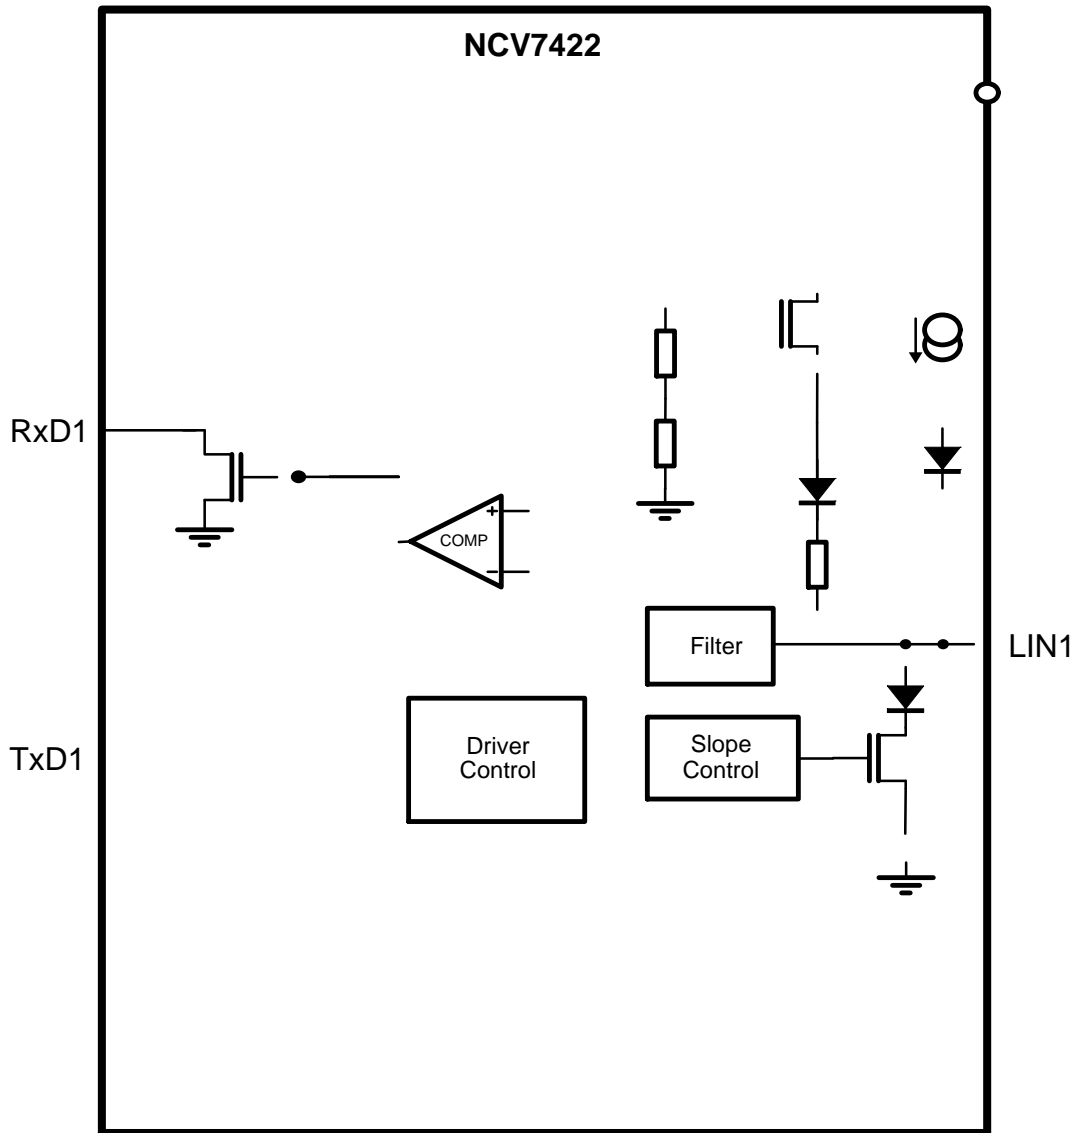 NCV7422
RxD1
+
COMP
−
Filter
LIN1
TxD1
Driver
Control
Slope
Control